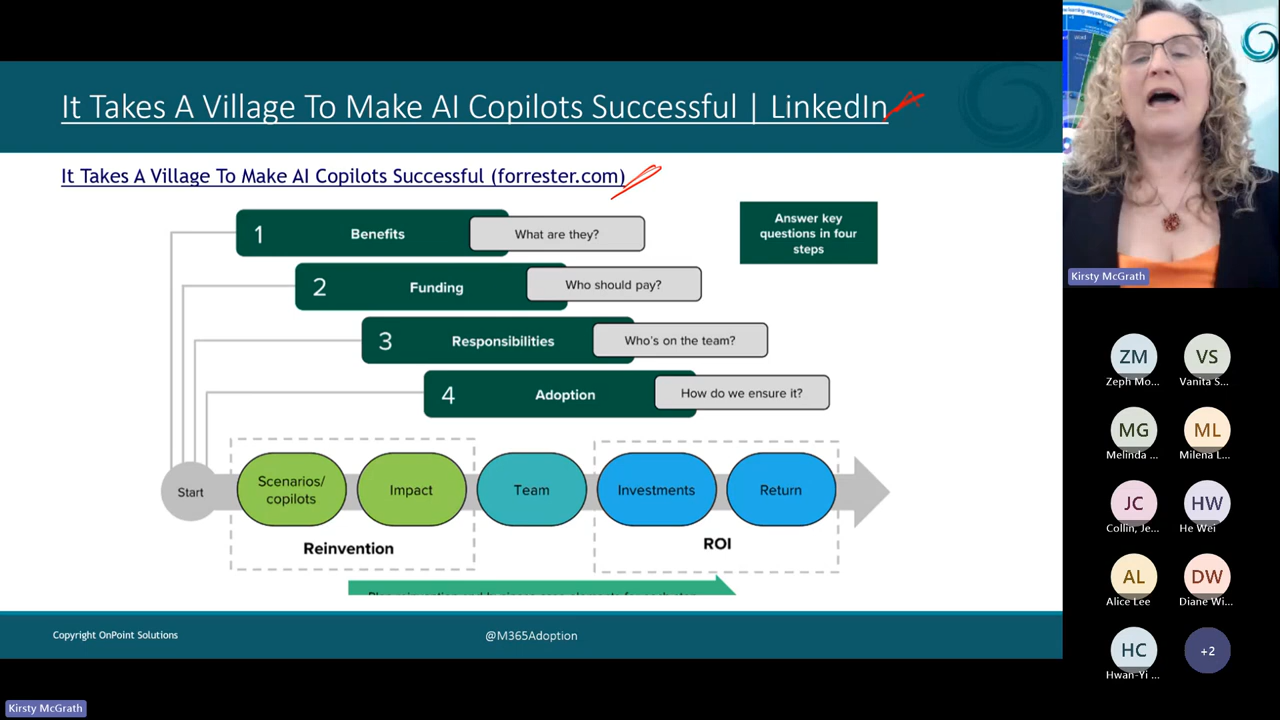 It Takes A Village To Make AI Copilots Successful | LinkedIn
It Takes A Village To Make AI Copilots Successful (forrester.com)
1 Benefits What are they?
Answer key
questions in four
steps
2 Funding Who should pay?
3 Responsibilities Who's on the team?
4 Adoption How do we ensure it?
Start
Scenarios/
copilots
Impact
Team
Investments
Return
Reinvention
ROI
Copyright OnPoint Solutions
@M365Adoption
Kirsty McGrath
Kirsty McGrath
ZM
Zeph Mo...
VS
Vanita S...
MG
Melinda ...
ML
Milena L...
JC
Collin, Je...
HW
He Wei
AL
Alice Lee
DW
Diane Wi...
HC
Hwan-Yi ...
+2